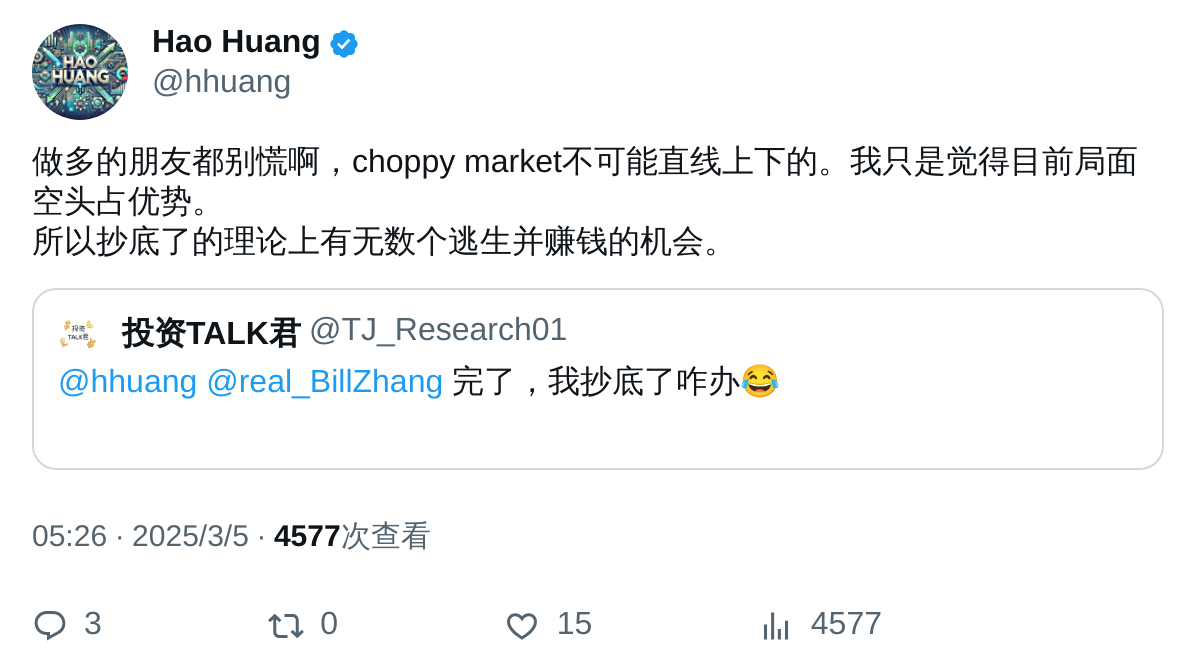 HAO
HUANG
Hao Huang
@hhuang
做多的朋友都别慌啊，choppy market不可能直线上下的。我只是觉得目前局面
空头占优势。
所以抄底了的理论上有无数个逃生并赚钱的机会。
投资
TALK君
投资TALK君 @TJ_Research01
@hhuang @real_BillZhang 完了，我抄底了咋办😂
05:26 · 2025/3/5 · 4577次查看
3 0 15 4577